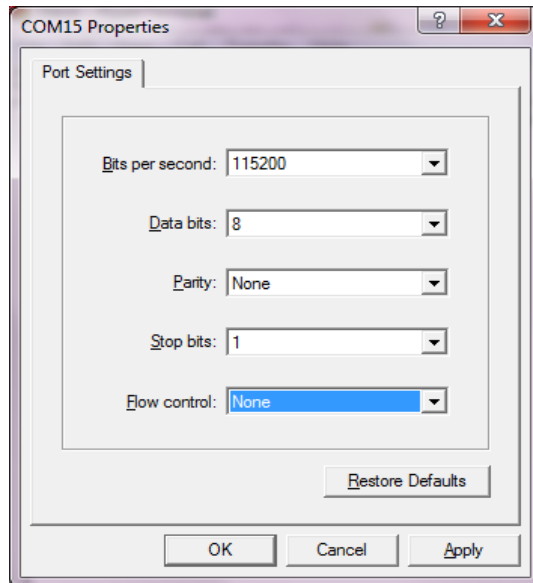 COM15 Properties
Port Settings
Bits per second: 115200
Data bits: 8
Parity: None
Stop bits: 1
Flow control: None
Restore Defaults
OK Cancel Apply